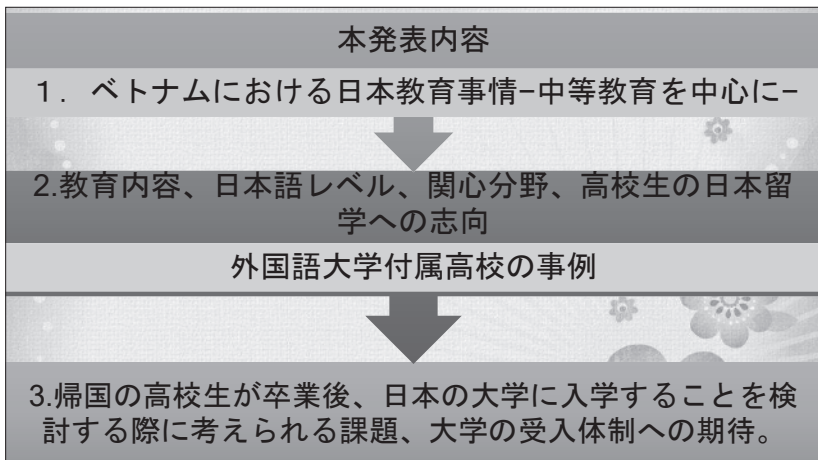 本発表内容
１. ベトナムにおける日本教育事情−中等教育を中心に−
2.教育内容、日本語レベル、関心分野、高校生の日本留
学への志向
外国語大学付属高校の事例
3.帰国の高校生が卒業後、日本の大学に入学することを検
討する際に考えられる課題、大学の受入体制への期待。